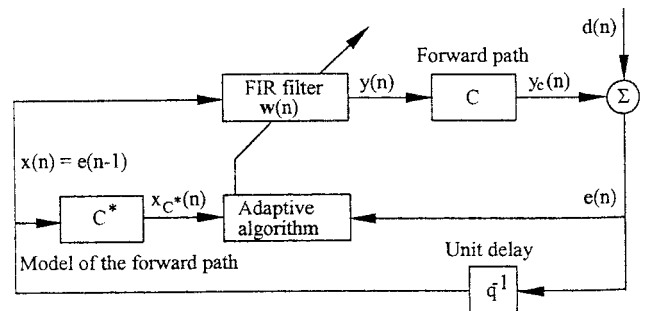 d(n)
Forward path
FIR filter
w(n)
y(n)
C
y_c(n)
Σ
x(n) = e(n-1)
C*
x_C*(n)
Adaptive
algorithm
e(n)
Model of the forward path
Unit delay
q^-1